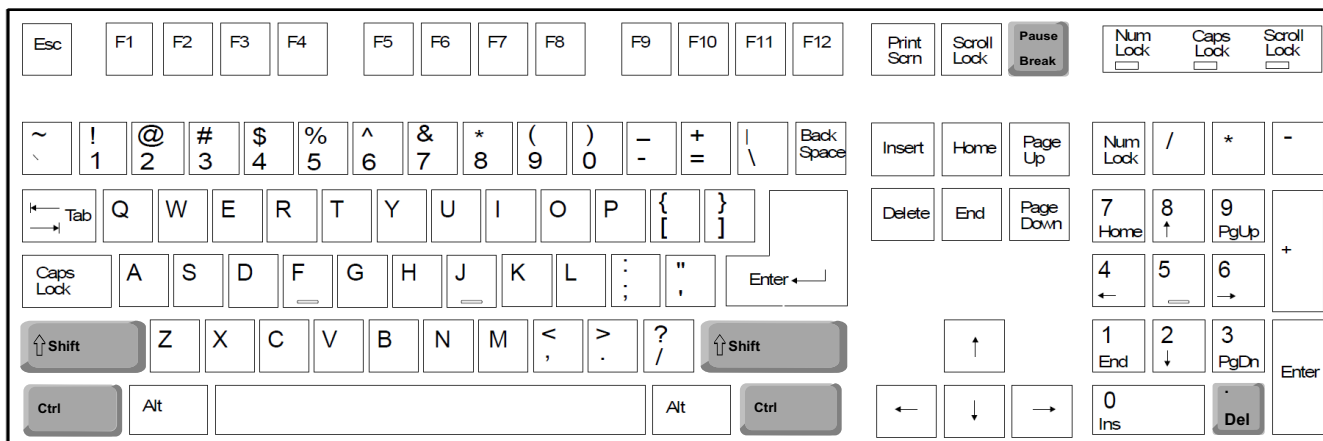 Esc F1 F2 F3 F4 F5 F6 F7 F8 F9 F10 F11 F12 Print Scrn Scroll Lock Pause Break Num Lock Caps Lock Scroll Lock
~ ` ! 1 @ 2 # 3 $ 4 % 5 ^ 6 & 7 * 8 ( 9 ) 0 _ - + = | \ Back Space Insert Home Page Up Num Lock / * -
Tab Q W E R T Y U I O P { [ } ] Delete End Page Down 7 Home 8 ↑ 9 PgUp +
Caps Lock A S D F G H J K L : ; " ' Enter 4 ← 5 6 →
⇧ Shift Z X C V B N M < , > . ? / ⇧ Shift ↑ 1 End 2 ↓ 3 PgDn Enter
Ctrl Alt Alt Ctrl ← ↓ → 0 Ins . Del